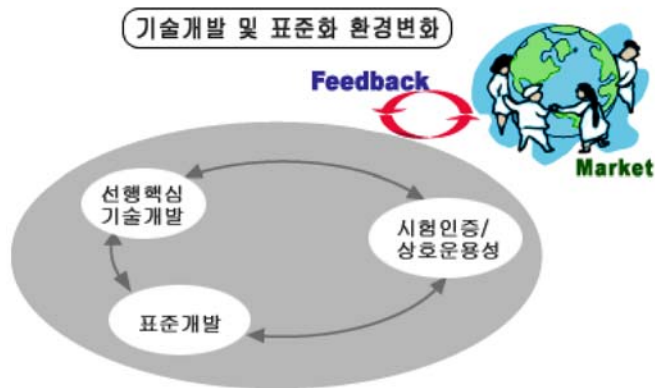 기술개발 및 표준화 환경변화
Feedback
Market
선행핵심
기술개발
시험인증/
상호운용성
표준개발